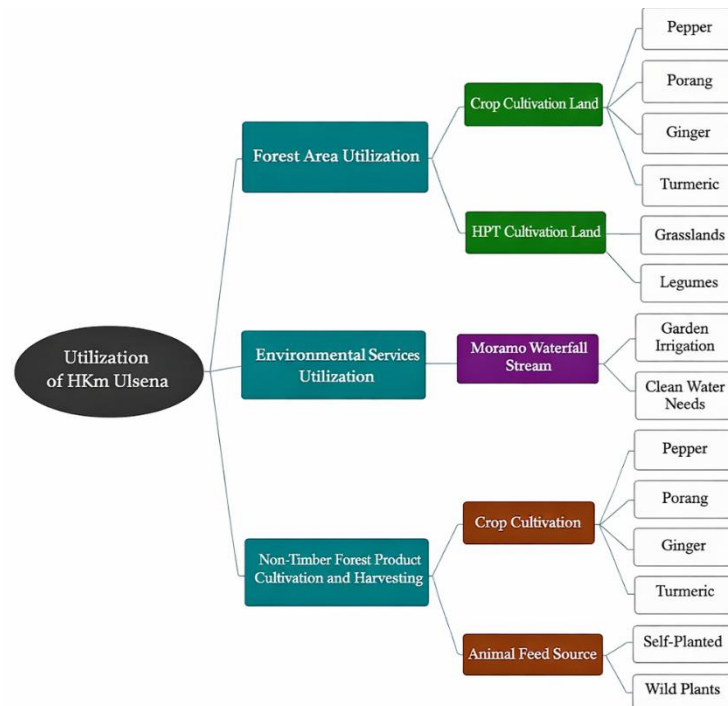 Utilization
of HKm Ulsena
Forest Area Utilization
Crop Cultivation Land
Pepper
Porang
Ginger
Turmeric
HPT Cultivation Land
Grasslands
Legumes
Environmental Services
Utilization
Moramo Waterfall
Stream
Garden
Irrigation
Clean Water
Needs
Non-Timber Forest Product
Cultivation and Harvesting
Crop Cultivation
Pepper
Porang
Ginger
Turmeric
Animal Feed Source
Self-Planted
Wild Plants